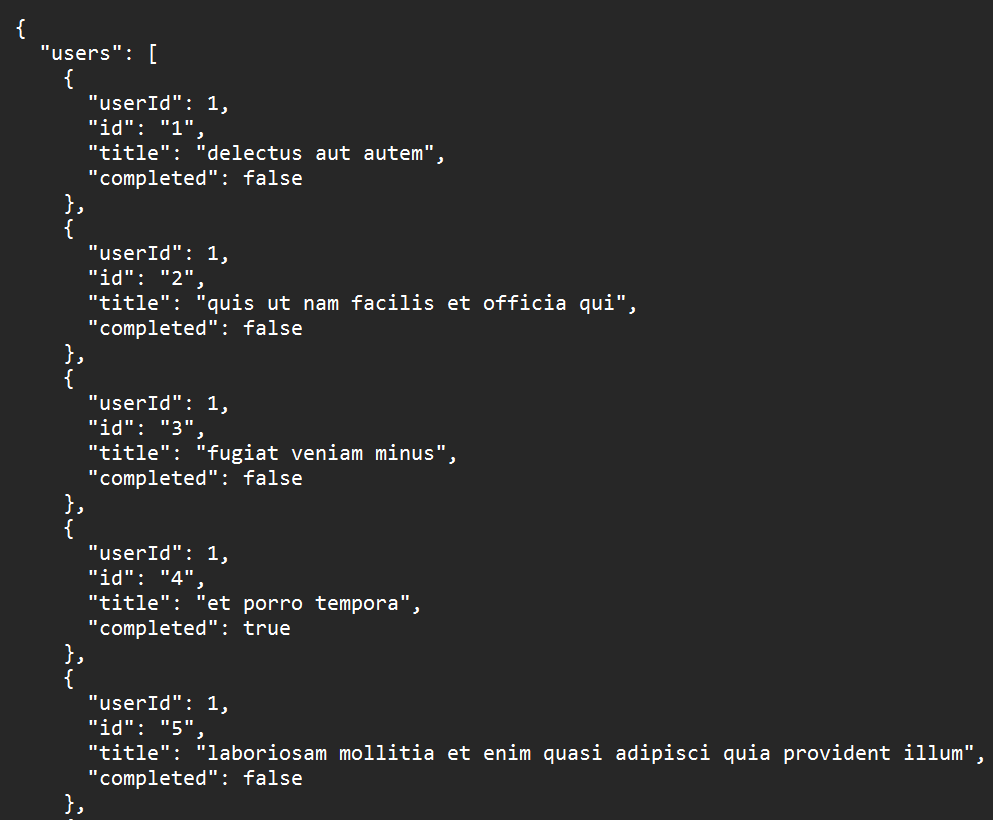 {
  "users": [
    {
      "userId": 1,
      "id": "1",
      "title": "delectus aut autem",
      "completed": false
    },
    {
      "userId": 1,
      "id": "2",
      "title": "quis ut nam facilis et officia qui",
      "completed": false
    },
    {
      "userId": 1,
      "id": "3",
      "title": "fugiat veniam minus",
      "completed": false
    },
    {
      "userId": 1,
      "id": "4",
      "title": "et porro tempora",
      "completed": true
    },
    {
      "userId": 1,
      "id": "5",
      "title": "laboriosam mollitia et enim quasi adipisci quia provident illum",
      "completed": false
    },